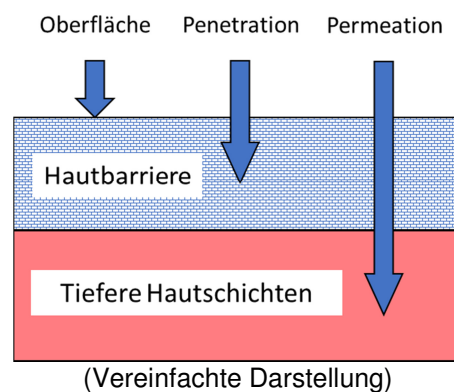 Oberfläche Penetration Permeation
Hautbarriere
Tiefere Hautschichten
(Vereinfachte Darstellung)